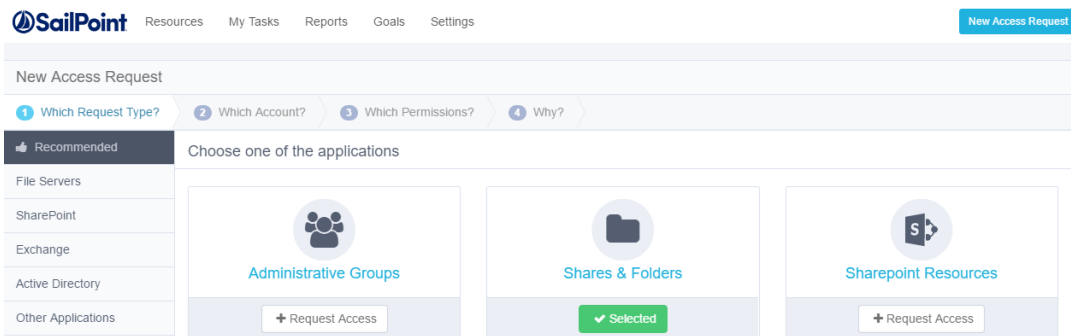 SailPoint Resources My Tasks Reports Goals Settings New Access Request
New Access Request
1 Which Request Type? 2 Which Account? 3 Which Permissions? 4 Why?
Recommended
Choose one of the applications
File Servers
SharePoint
Exchange
Active Directory
Other Applications
Administrative Groups Shares & Folders Sharepoint Resources
Request Access Selected Request Access